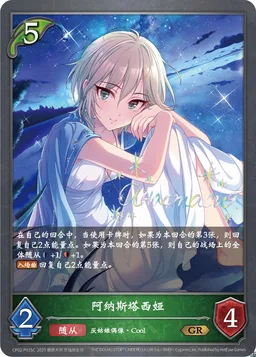 5
Anastasia
在自己的回合中，当使用卡牌时，如果为本回合的第3张，则回
复自己2点能量点。如果为本回合的第5张，则自己的战场上的全
体随从+1/+1。
入场曲 回复自己2点能量点。
阿纳斯塔西娅
2
随从
灰姑娘偶像・Cool
GR
4